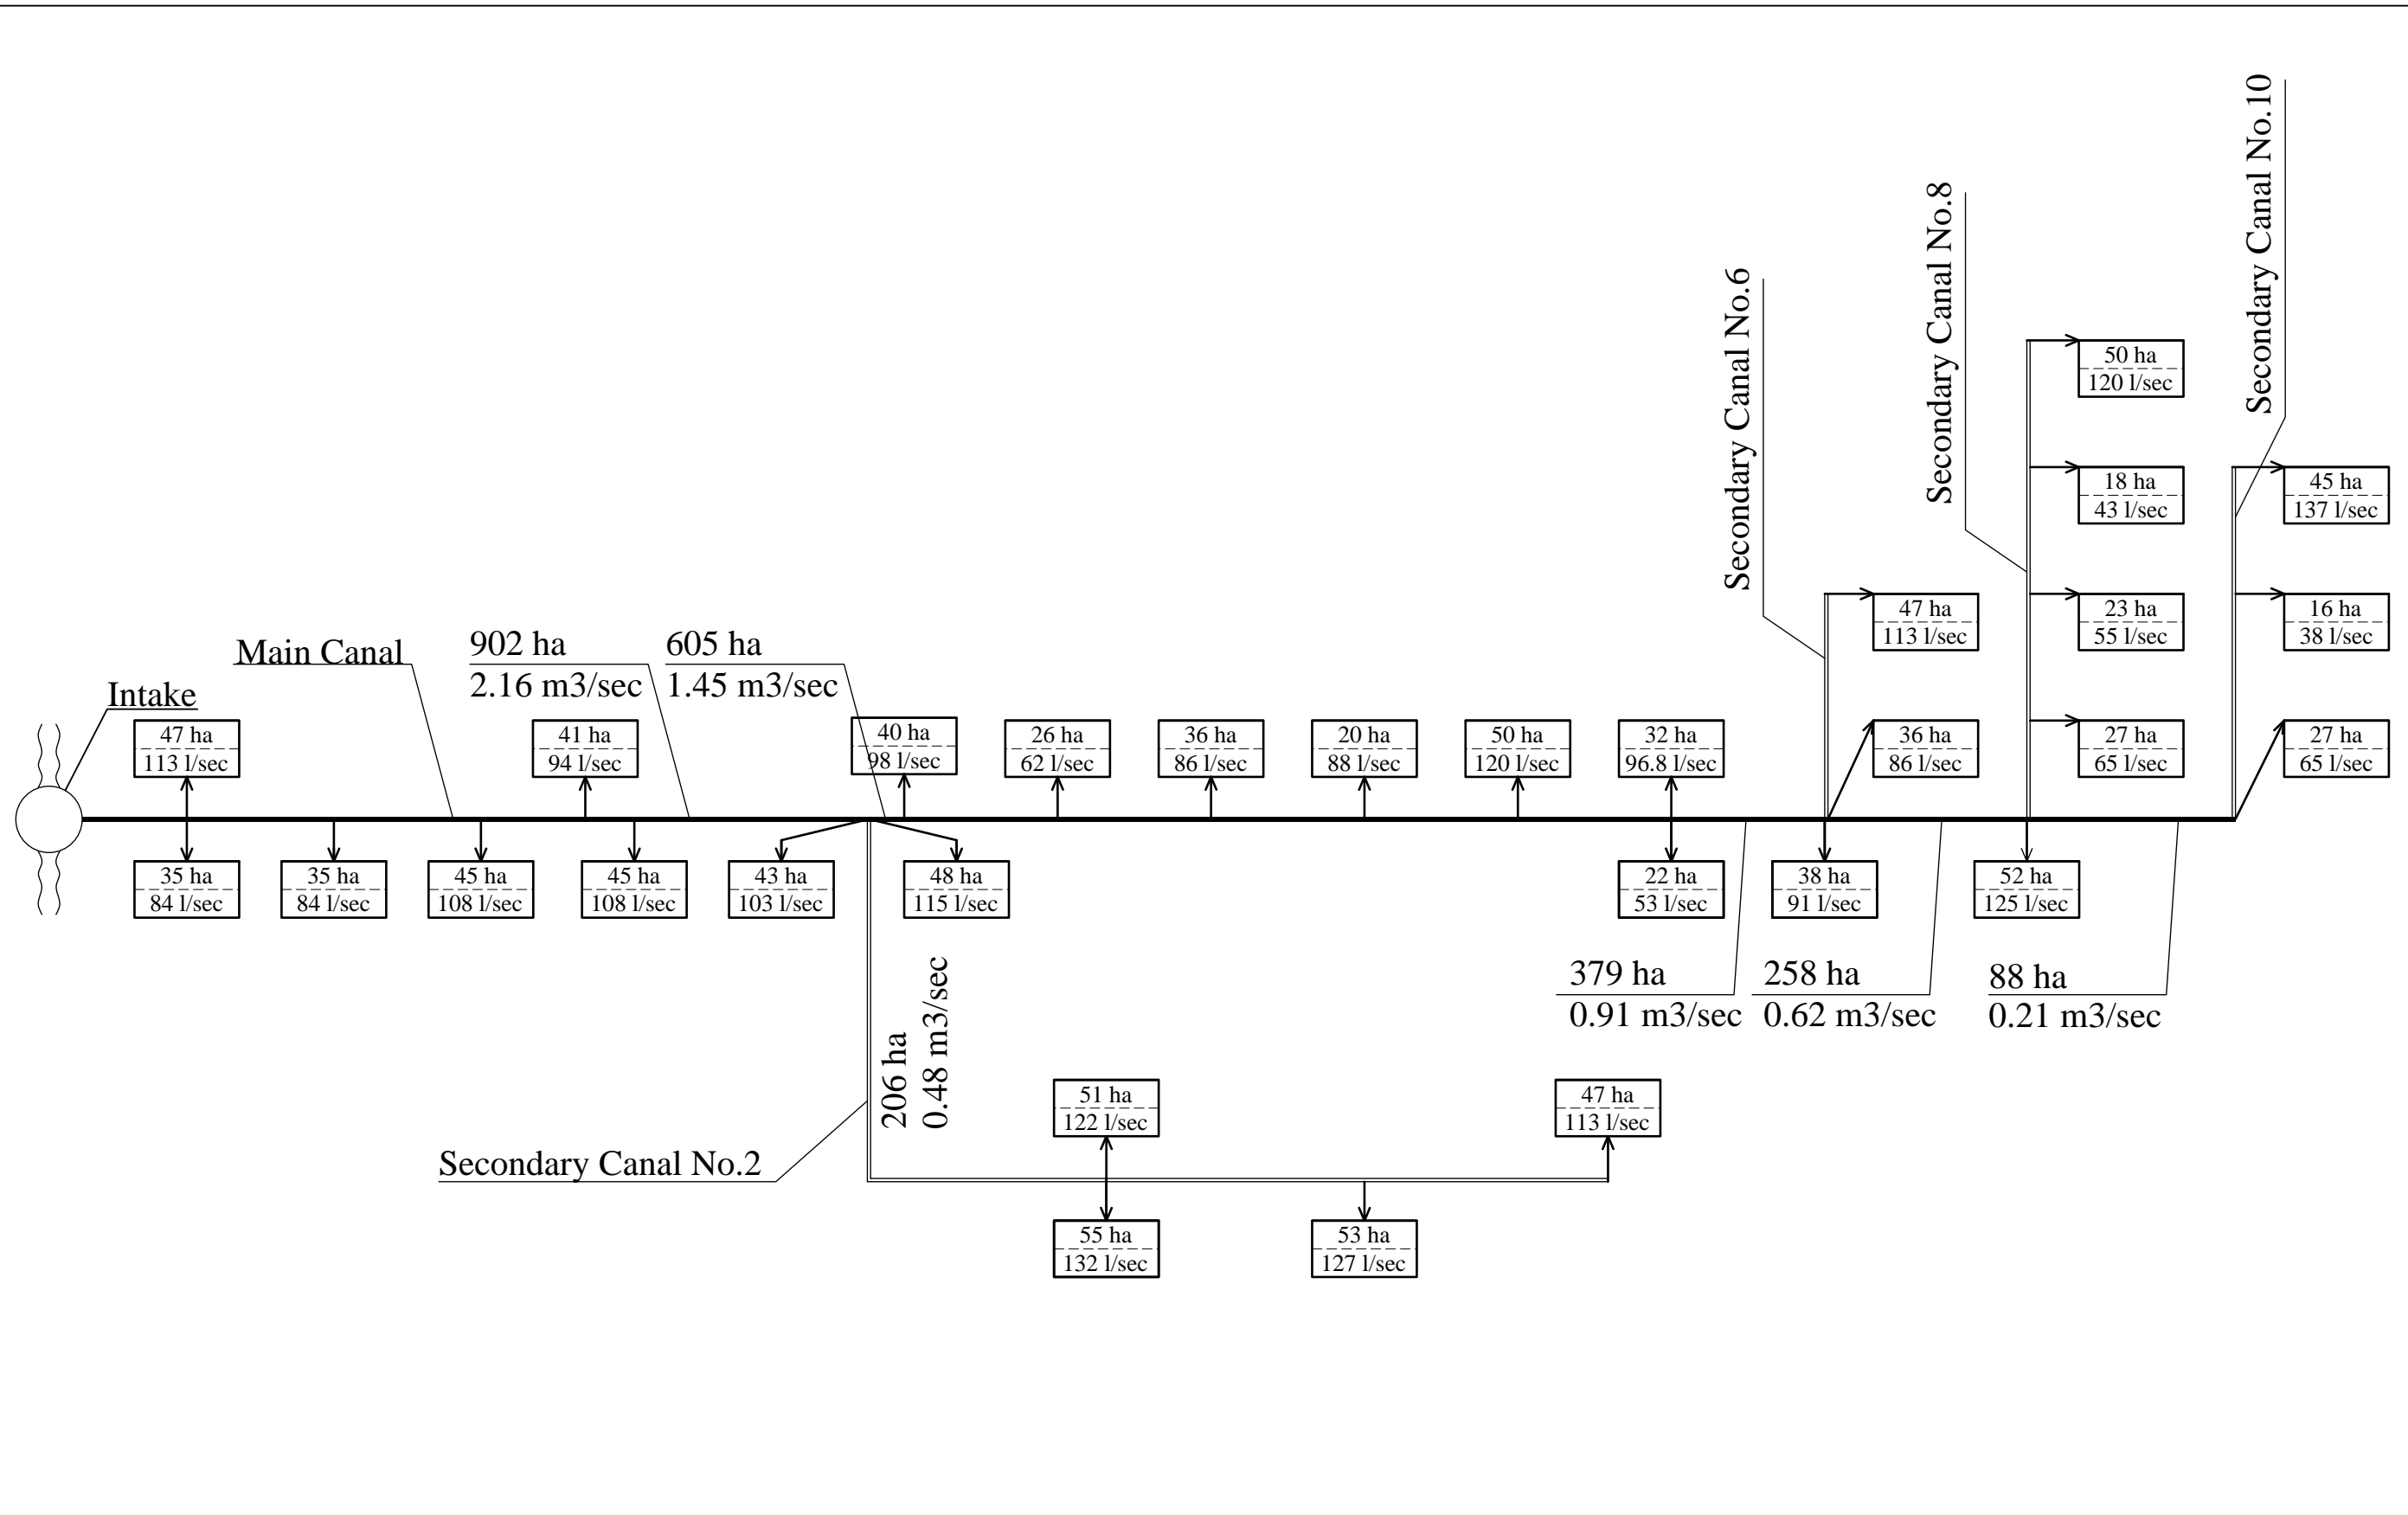 Secondary Canal No.10
Secondary Canal No.8
Secondary Canal No.6
50 ha
120 l/sec
18 ha
43 l/sec
45 ha
137 l/sec
47 ha
113 l/sec
23 ha
55 l/sec
16 ha
38 l/sec
Main Canal
902 ha
2.16 m3/sec
605 ha
1.45 m3/sec
Intake
47 ha
113 l/sec
41 ha
94 l/sec
40 ha
98 l/sec
26 ha
62 l/sec
36 ha
86 l/sec
20 ha
88 l/sec
50 ha
120 l/sec
32 ha
96.8 l/sec
36 ha
86 l/sec
27 ha
65 l/sec
27 ha
65 l/sec
35 ha
84 l/sec
35 ha
84 l/sec
45 ha
108 l/sec
45 ha
108 l/sec
43 ha
103 l/sec
48 ha
115 l/sec
22 ha
53 l/sec
38 ha
91 l/sec
52 ha
125 l/sec
379 ha
0.91 m3/sec
258 ha
0.62 m3/sec
88 ha
0.21 m3/sec
206 ha
0.48 m3/sec
Secondary Canal No.2
51 ha
122 l/sec
47 ha
113 l/sec
55 ha
132 l/sec
53 ha
127 l/sec